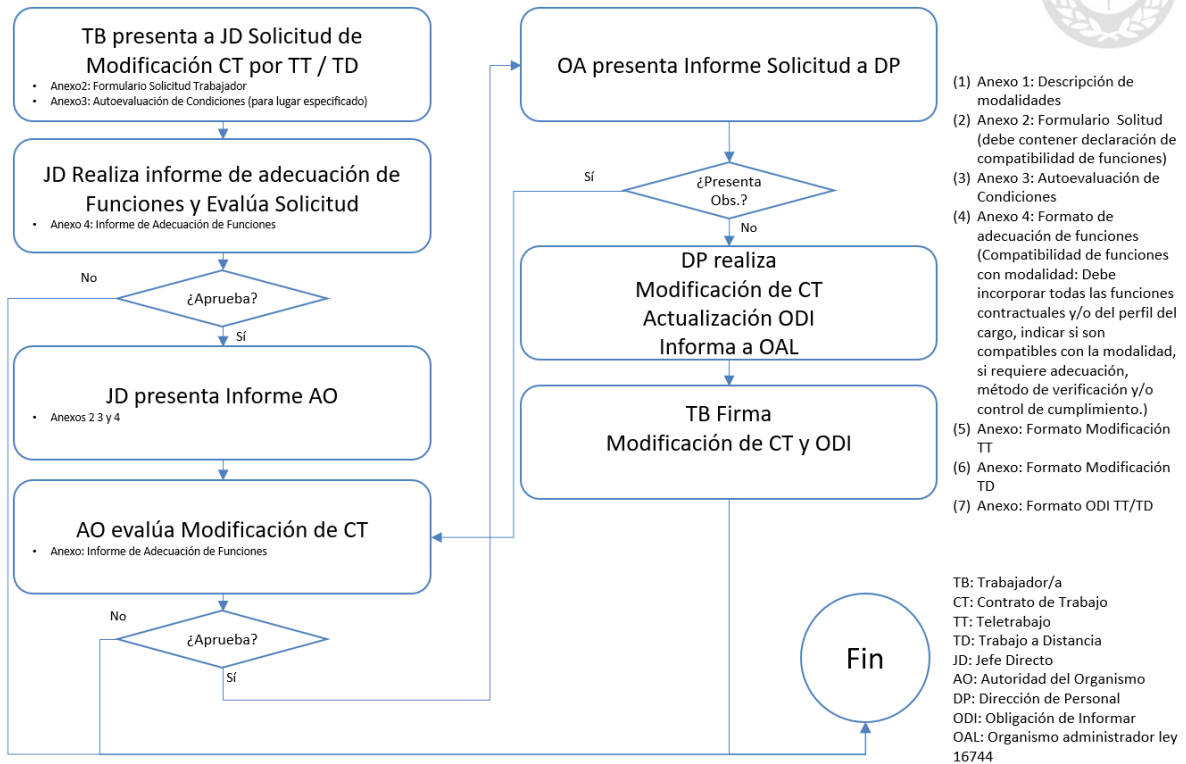 TB presenta a JD Solicitud de
Modificación CT por TT / TD
• Anexo2: Formulario Solicitud Trabajador
• Anexo3: Autoevaluación de Condiciones (para lugar especificado)
JD Realiza informe de adecuación de
Funciones y Evalúa Solicitud
• Anexo 4: Informe de Adecuación de Funciones
No
¿Aprueba?
Sí
JD presenta Informe AO
• Anexos 2 3 y 4
AO evalúa Modificación de CT
• Anexo: Informe de Adecuación de Funciones
No
¿Aprueba?
Sí
OA presenta Informe Solicitud a DP
Sí
¿Presenta
Obs.?
No
DP realiza
Modificación de CT
Actualización ODI
Informa a OAL
TB Firma
Modificación de CT y ODI
Fin
(1) Anexo 1: Descripción de
modalidades
(2) Anexo 2: Formulario Solitud
(debe contener declaración de
compatibilidad de funciones)
(3) Anexo 3: Autoevaluación de
Condiciones
(4) Anexo 4: Formato de
adecuación de funciones
(Compatibilidad de funciones
con modalidad: Debe
incorporar todas las funciones
contractuales y/o del perfil del
cargo, indicar si son
compatibles con la modalidad,
si requiere adecuación,
método de verificación y/o
control de cumplimiento.)
(5) Anexo: Formato Modificación
TT
(6) Anexo: Formato Modificación
TD
(7) Anexo: Formato ODI TT/TD
TB: Trabajador/a
CT: Contrato de Trabajo
TT: Teletrabajo
TD: Trabajo a Distancia
JD: Jefe Directo
AO: Autoridad del Organismo
DP: Dirección de Personal
ODI: Obligación de Informar
OAL: Organismo administrador ley
16744